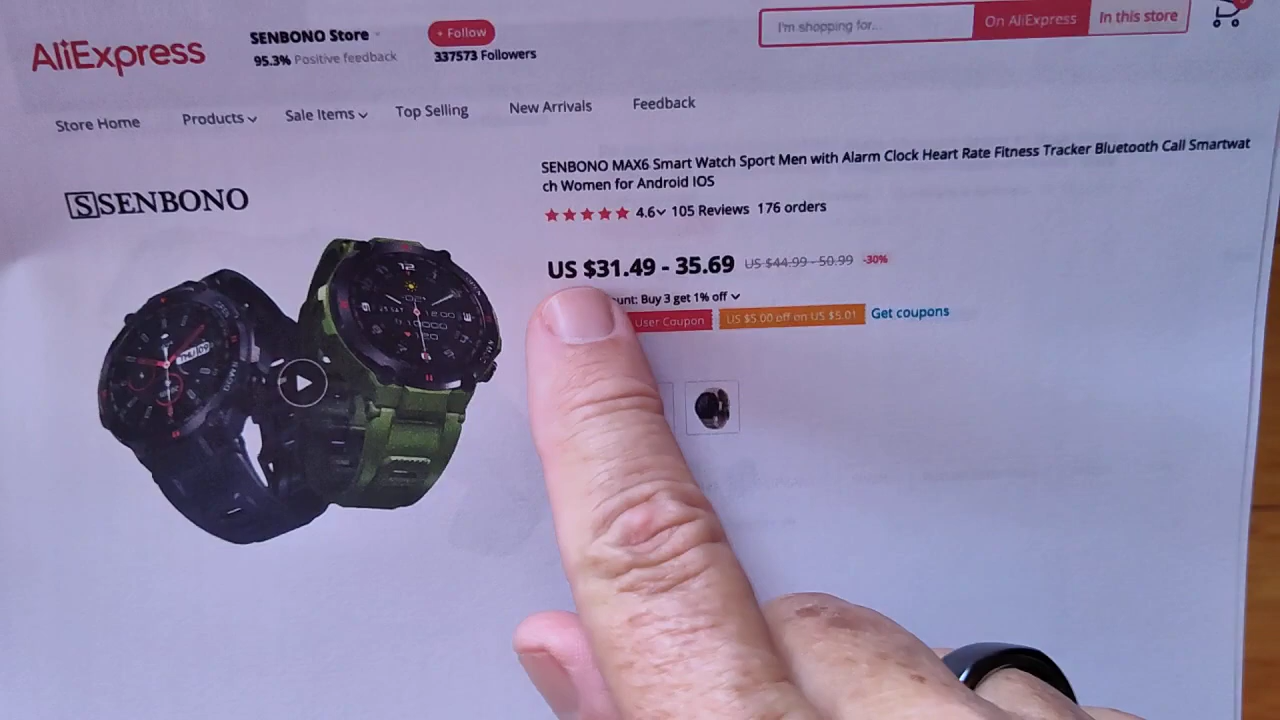 AliExpress
SENBONO Store
95.3% Positive feedback
+ Follow
337573 Followers
I'm shopping for...
On AliExpress
In this store
Store Home
Products
Sale Items
Top Selling
New Arrivals
Feedback
SENBONO MAX6 Smart Watch Sport Men with Alarm Clock Heart Rate Fitness Tracker Bluetooth Call Smartwat
ch Women for Android IOS
4.6 105 Reviews 176 orders
US $31.49 - 35.69 US $44.99 - 50.99 -30%
Buy 3 get 1% off
User Coupon
US $5.00 off on US $5.01
Get coupons
S SENBONO
12